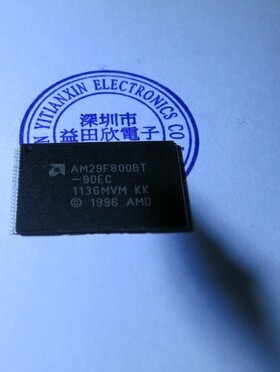 YITIANXIN ELECTRONICS CO
深圳市
益田欣電子
AM29F800BT
-90EC
1136MVM KK
© 1996 AMD